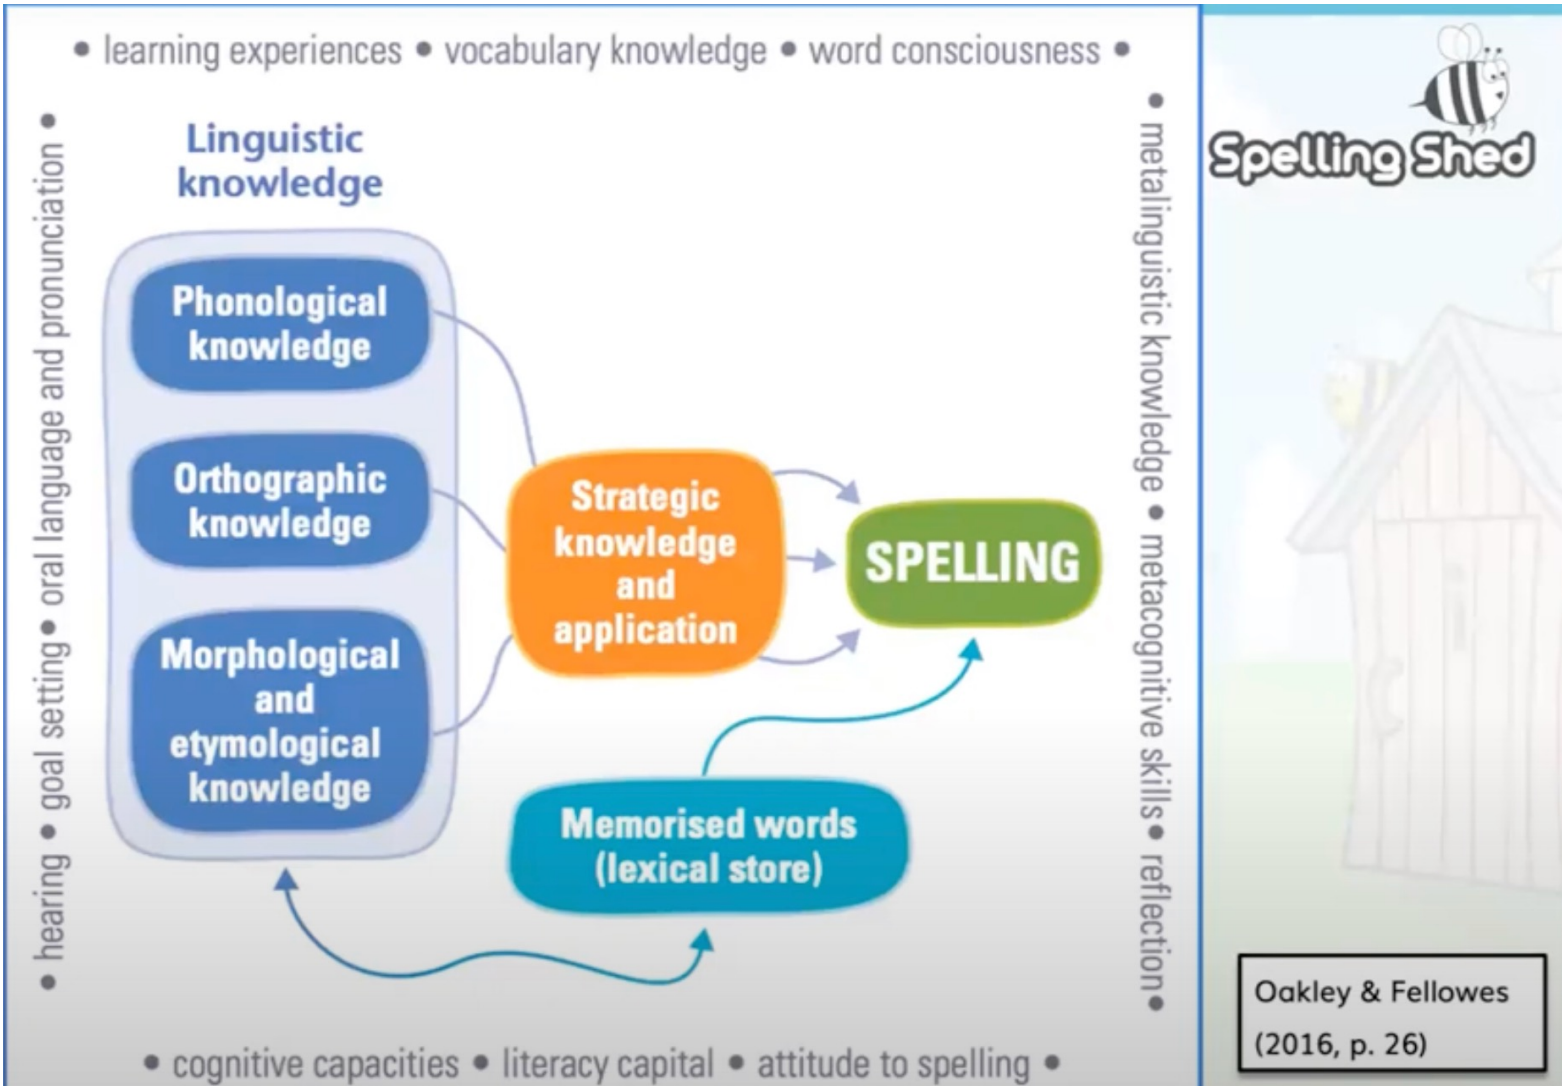 • learning experiences • vocabulary knowledge • word consciousness •
• hearing • goal setting • oral language and pronunciation •
Linguistic
knowledge
Phonological
knowledge
Orthographic
knowledge
Morphological
and
etymological
knowledge
Strategic
knowledge
and
application
SPELLING
Memorised words
(lexical store)
• metalinguistic knowledge • metacognitive skills • reflection •
• cognitive capacities • literacy capital • attitude to spelling •
Spelling Shed
Oakley & Fellowes
(2016, p. 26)